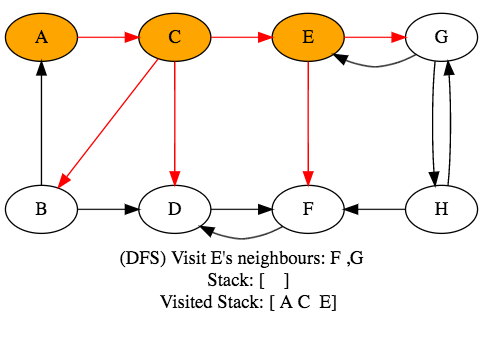 A C E G
B D F H
(DFS) Visit E's neighbours: F ,G
Stack: [    ]
Visited Stack: [ A C  E]